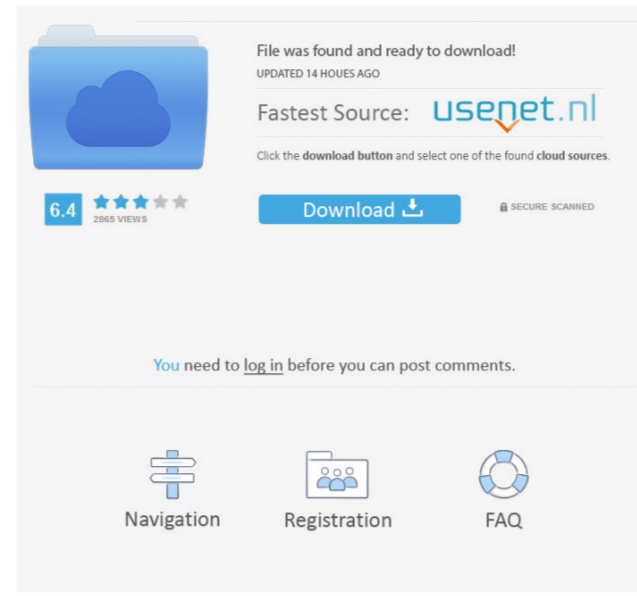 File was found and ready to download!
UPDATED 14 HOUES AGO
Fastest Source: usenet.nl
Click the download button and select one of the found cloud sources.
6.4
2865 VIEWS
Download
SECURE SCANNED
You need to log in before you can post comments.
Navigation
Registration
FAQ